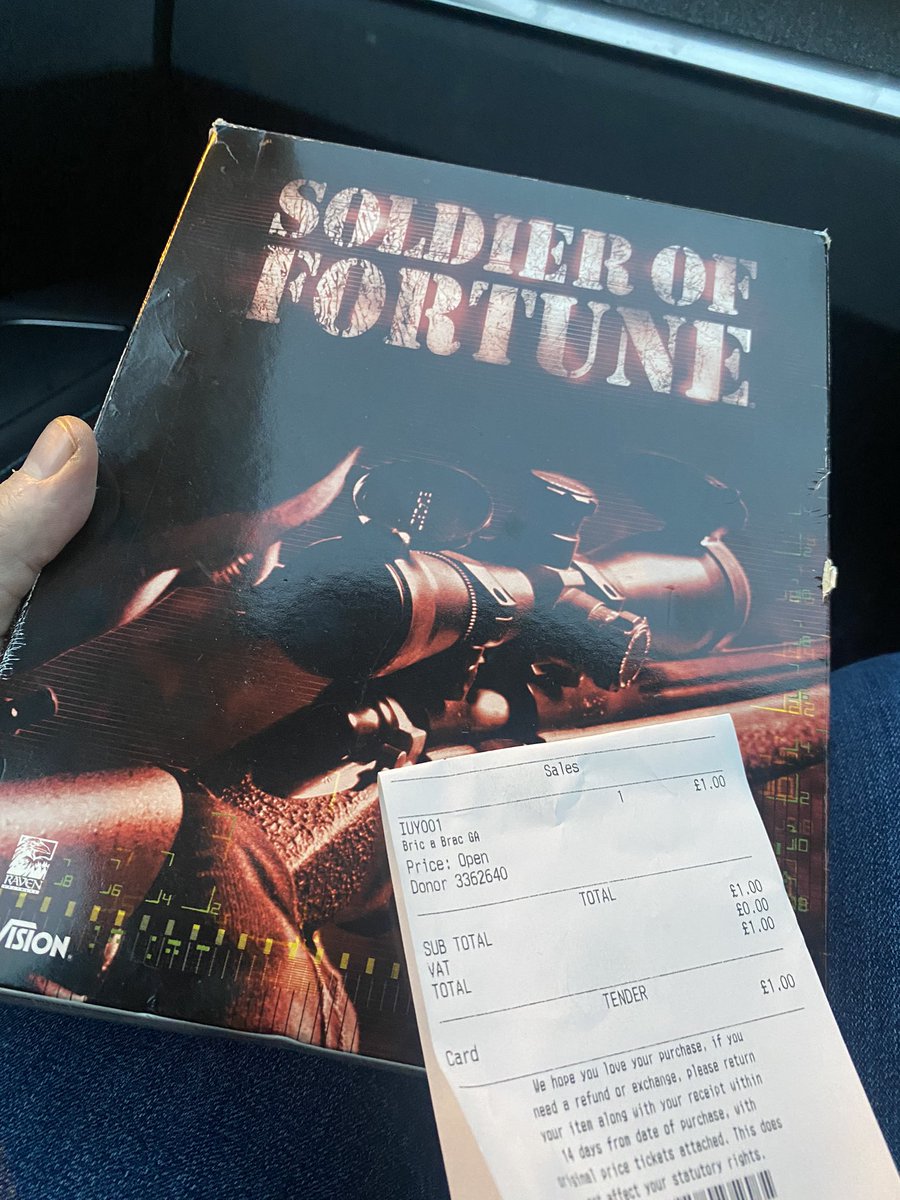 SOLDIER OF
FORTUNE
RAVEN
VISION
Sales
IUY001 1 £1.00
Bric a Brac GA
Price: Open
Donor 3362640
TOTAL
SUB TOTAL £1.00
VAT £0.00
TOTAL £1.00
TENDER
Card £1.00
We hope you love your purchase, if you
need a refund or exchange, please return
your item along with your receipt within
14 days from date of purchase, with
original price tickets attached. This does
affect your statutory rights.